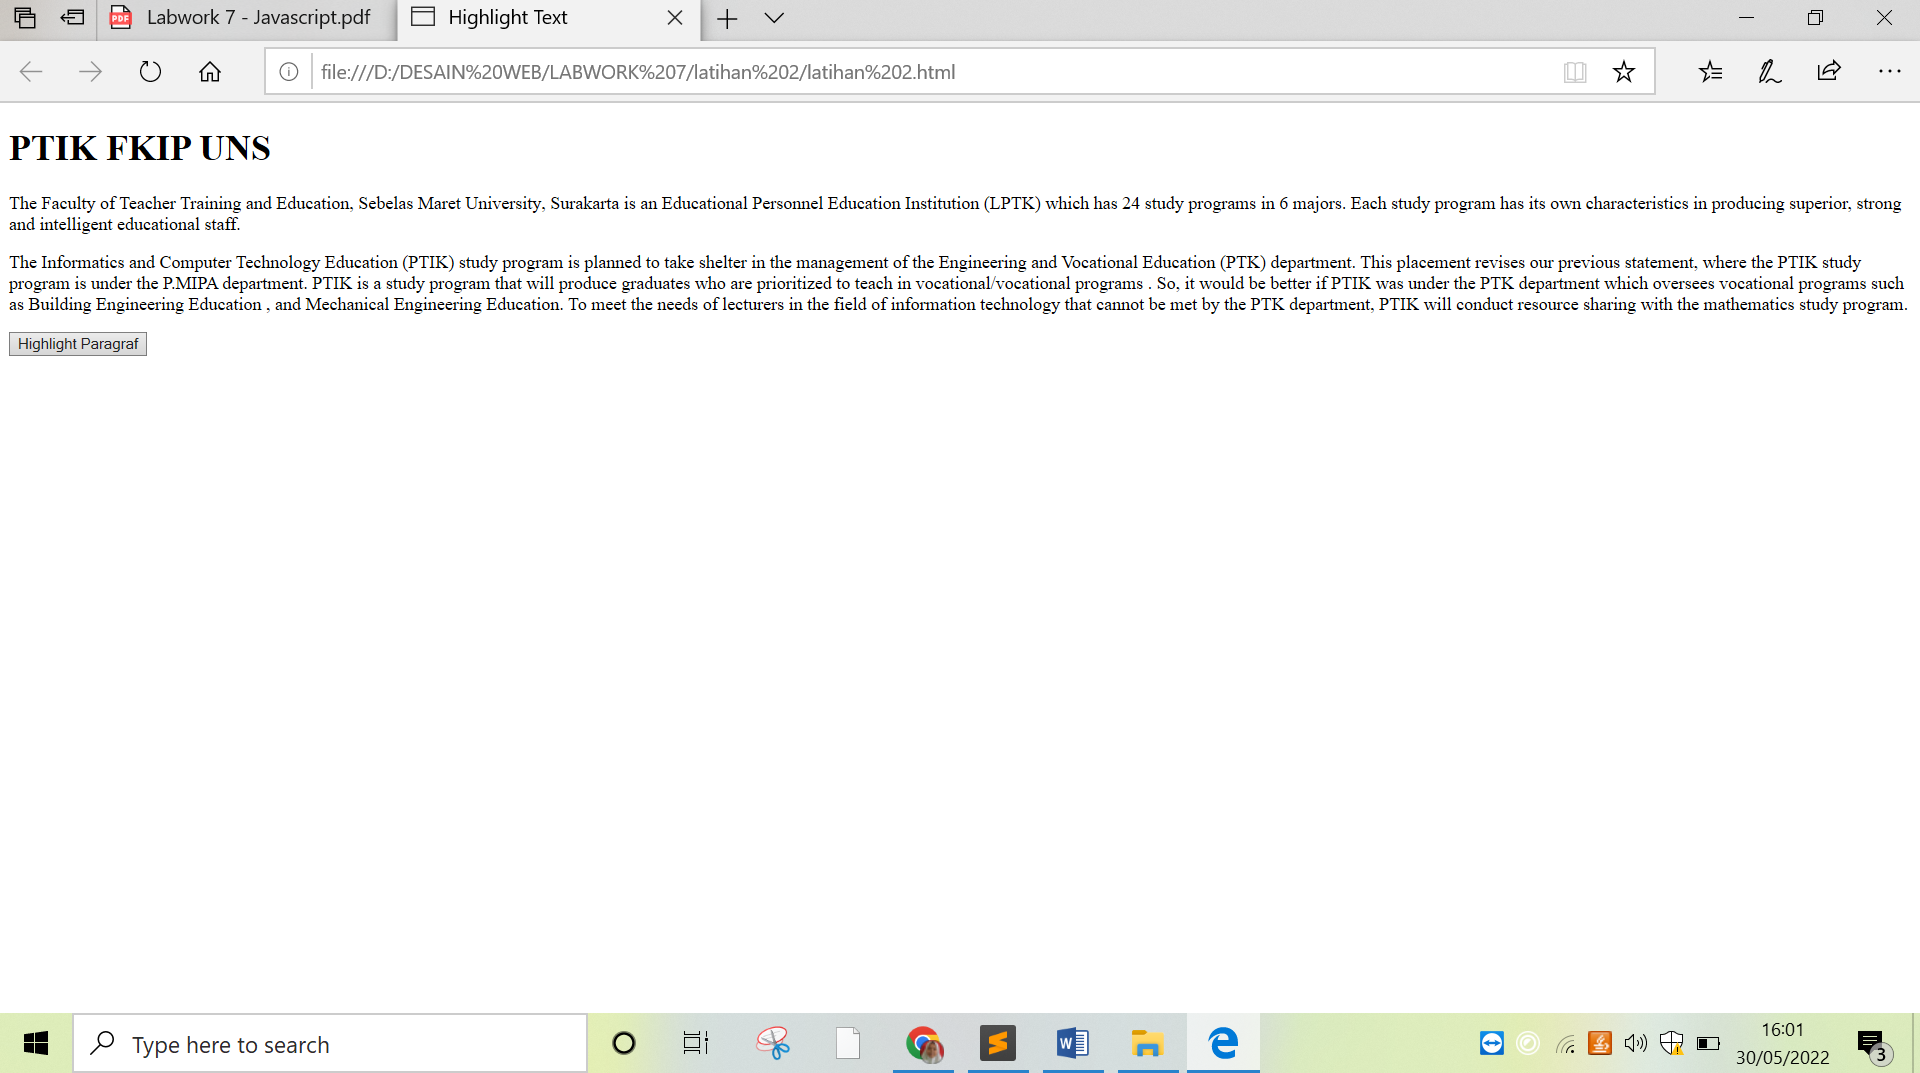 Labwork 7 - Javascript.pdf
Highlight Text
file:///D:/DESAIN%20WEB/LABWORK%207/latihan%202/latihan%202.html
PTIK FKIP UNS
The Faculty of Teacher Training and Education, Sebelas Maret University, Surakarta is an Educational Personnel Education Institution (LPTK) which has 24 study programs in 6 majors. Each study program has its own characteristics in producing superior, strong
and intelligent educational staff.
The Informatics and Computer Technology Education (PTIK) study program is planned to take shelter in the management of the Engineering and Vocational Education (PTK) department. This placement revises our previous statement, where the PTIK study
program is under the P.MIPA department. PTIK is a study program that will produce graduates who are prioritized to teach in vocational/vocational programs . So, it would be better if PTIK was under the PTK department which oversees vocational programs such
as Building Engineering Education , and Mechanical Engineering Education. To meet the needs of lecturers in the field of information technology that cannot be met by the PTK department, PTIK will conduct resource sharing with the mathematics study program.
Highlight Paragraf
Type here to search
16:01
30/05/2022
3